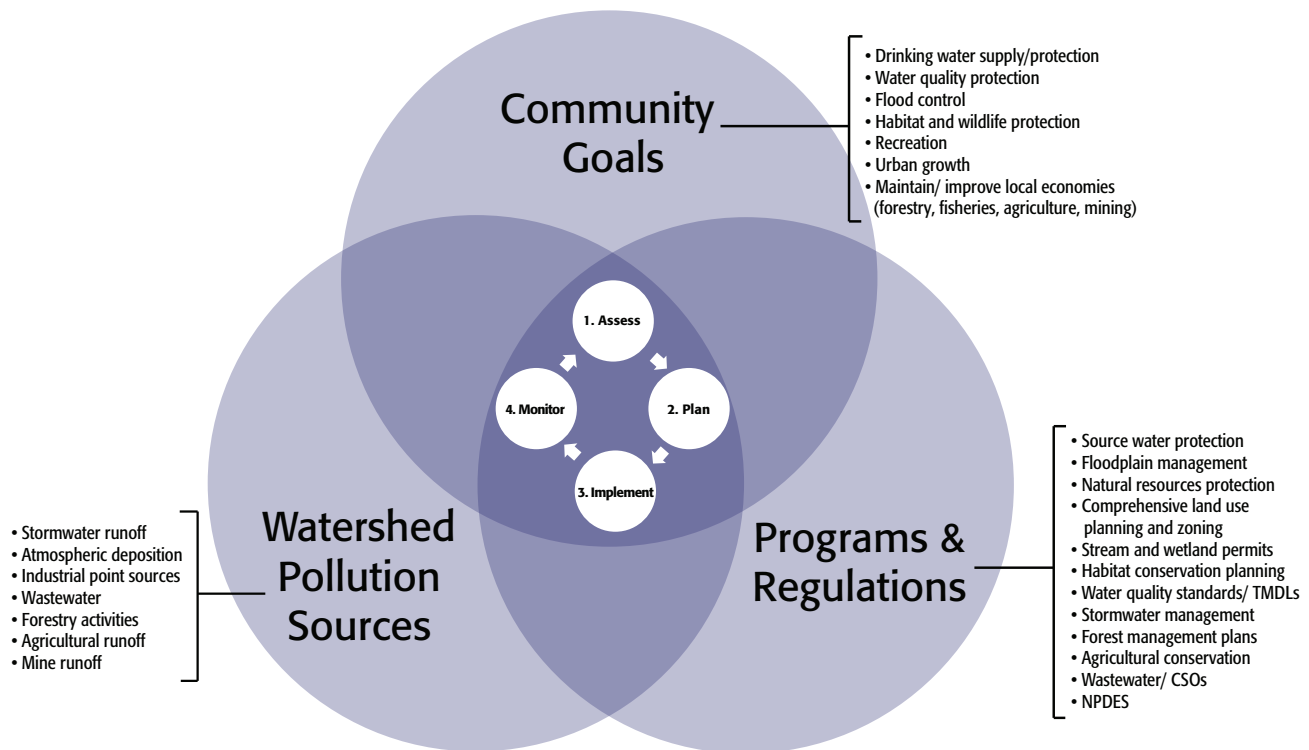 Community
Goals
• Drinking water supply/protection
• Water quality protection
• Flood control
• Habitat and wildlife protection
• Recreation
• Urban growth
• Maintain/ improve local economies
(forestry, fisheries, agriculture, mining)
1. Assess
2. Plan
3. Implement
4. Monitor
Watershed
Pollution
Sources
• Stormwater runoff
• Atmospheric deposition
• Industrial point sources
• Wastewater
• Forestry activities
• Agricultural runoff
• Mine runoff
Programs &
Regulations
• Source water protection
• Floodplain management
• Natural resources protection
• Comprehensive land use
planning and zoning
• Stream and wetland permits
• Habitat conservation planning
• Water quality standards/ TMDLs
• Stormwater management
• Forest management plans
• Agricultural conservation
• Wastewater/ CSOs
• NPDES